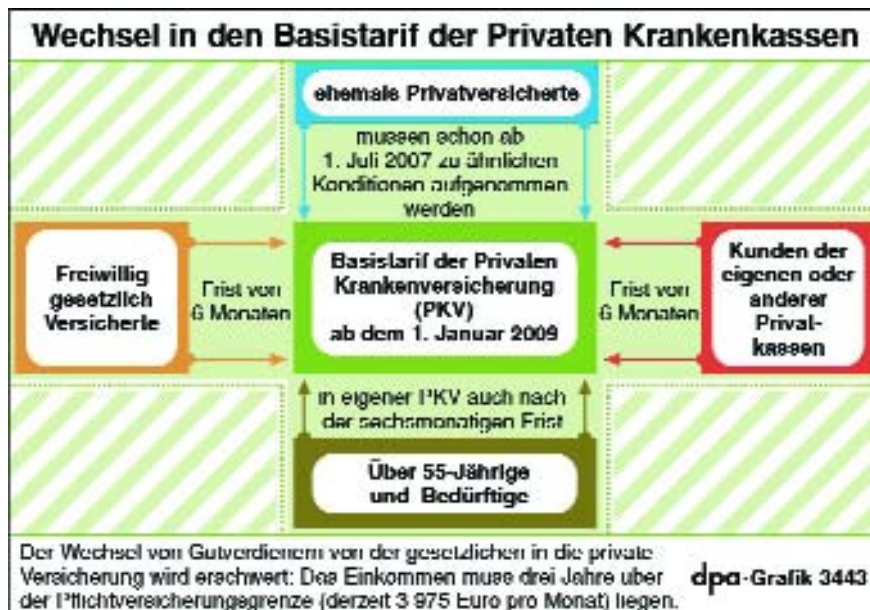 Wechsel in den Basistarif der Privaten Krankenkassen
ehemals Privatversicherte
müssen schon ab
1. Juli 2007 zu ähnlichen
Konditionen aufgenommen
werden
Freiwillig
gesetzlich
Versicherte
Frist von
6 Monaten
Basistarif der Privaten
Krankenversicherung
(PKV)
ab dem 1. Januar 2009
Frist von
6 Monaten
Kunden der
eigenen oder
anderer
Privat-
kassen
in eigener PKV auch nach
der sechsmonatigen Frist
Über 55-Jährige
und Bedürftige
Der Wechsel von Gutverdienern von der gesetzlichen in die private
Versicherung wird erschwert: Das Einkommen muss drei Jahre über
der Pflichtversicherungsgrenze (derzeit 3 975 Euro pro Monat) liegen.
dpa-Grafik 3443